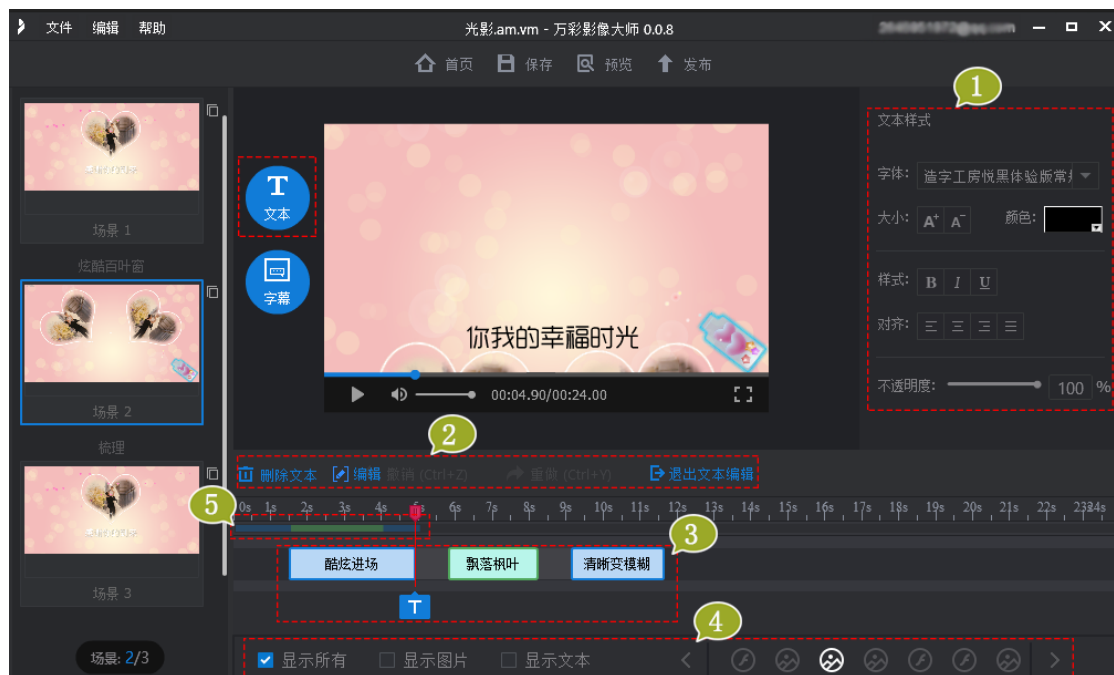 文件 编辑 帮助 光影.am.vm - 万彩影像大师 0.0.8
首页 保存 预览 发布
1
文本样式
字体: 造字工房悦黑体验版常
大小: A+ A- 颜色:
样式: B I U
对齐:
不透明度: 100 %
场景 1
炫酷百叶窗
场景 2
梳理
场景 3
场景: 2/3
T
文本
字幕
你我的幸福时光
00:04.90/00:24.00
2
删除文本 编辑 撤销 (Ctrl+Z) 重做 (Ctrl+Y) 退出文本编辑
5
0s 1s 2s 3s 4s 5s 6s 7s 8s 9s 10s 11s 12s 13s 14s 15s 16s 17s 18s 19s 20s 21s 22s 23 24s
3
酷炫进场 飘落枫叶 清晰变模糊
T
4
显示所有 显示图片 显示文本